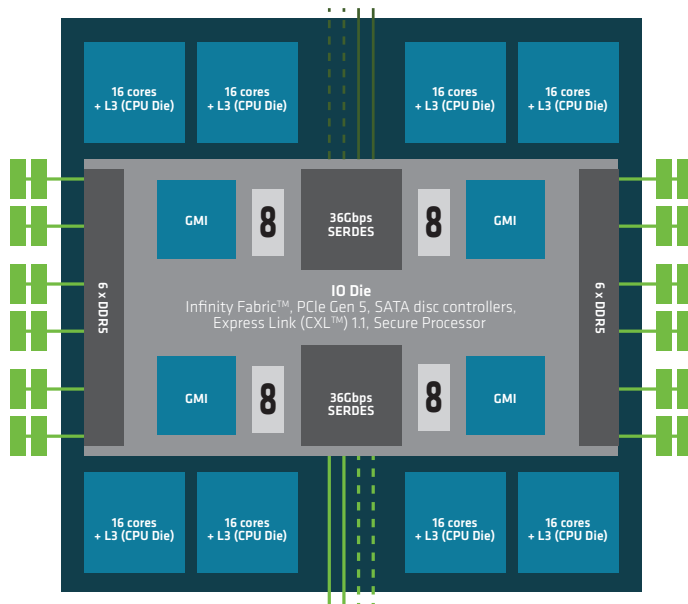 16 cores
+ L3 (CPU Die)
16 cores
+ L3 (CPU Die)
16 cores
+ L3 (CPU Die)
16 cores
+ L3 (CPU Die)
6 x DDR5
GMI
8
36Gbps
SERDES
8
GMI
6 x DDR5
IO Die
Infinity Fabric™, PCIe Gen 5, SATA disc controllers,
Express Link (CXL™) 1.1, Secure Processor
GMI
8
36Gbps
SERDES
8
GMI
16 cores
+ L3 (CPU Die)
16 cores
+ L3 (CPU Die)
16 cores
+ L3 (CPU Die)
16 cores
+ L3 (CPU Die)